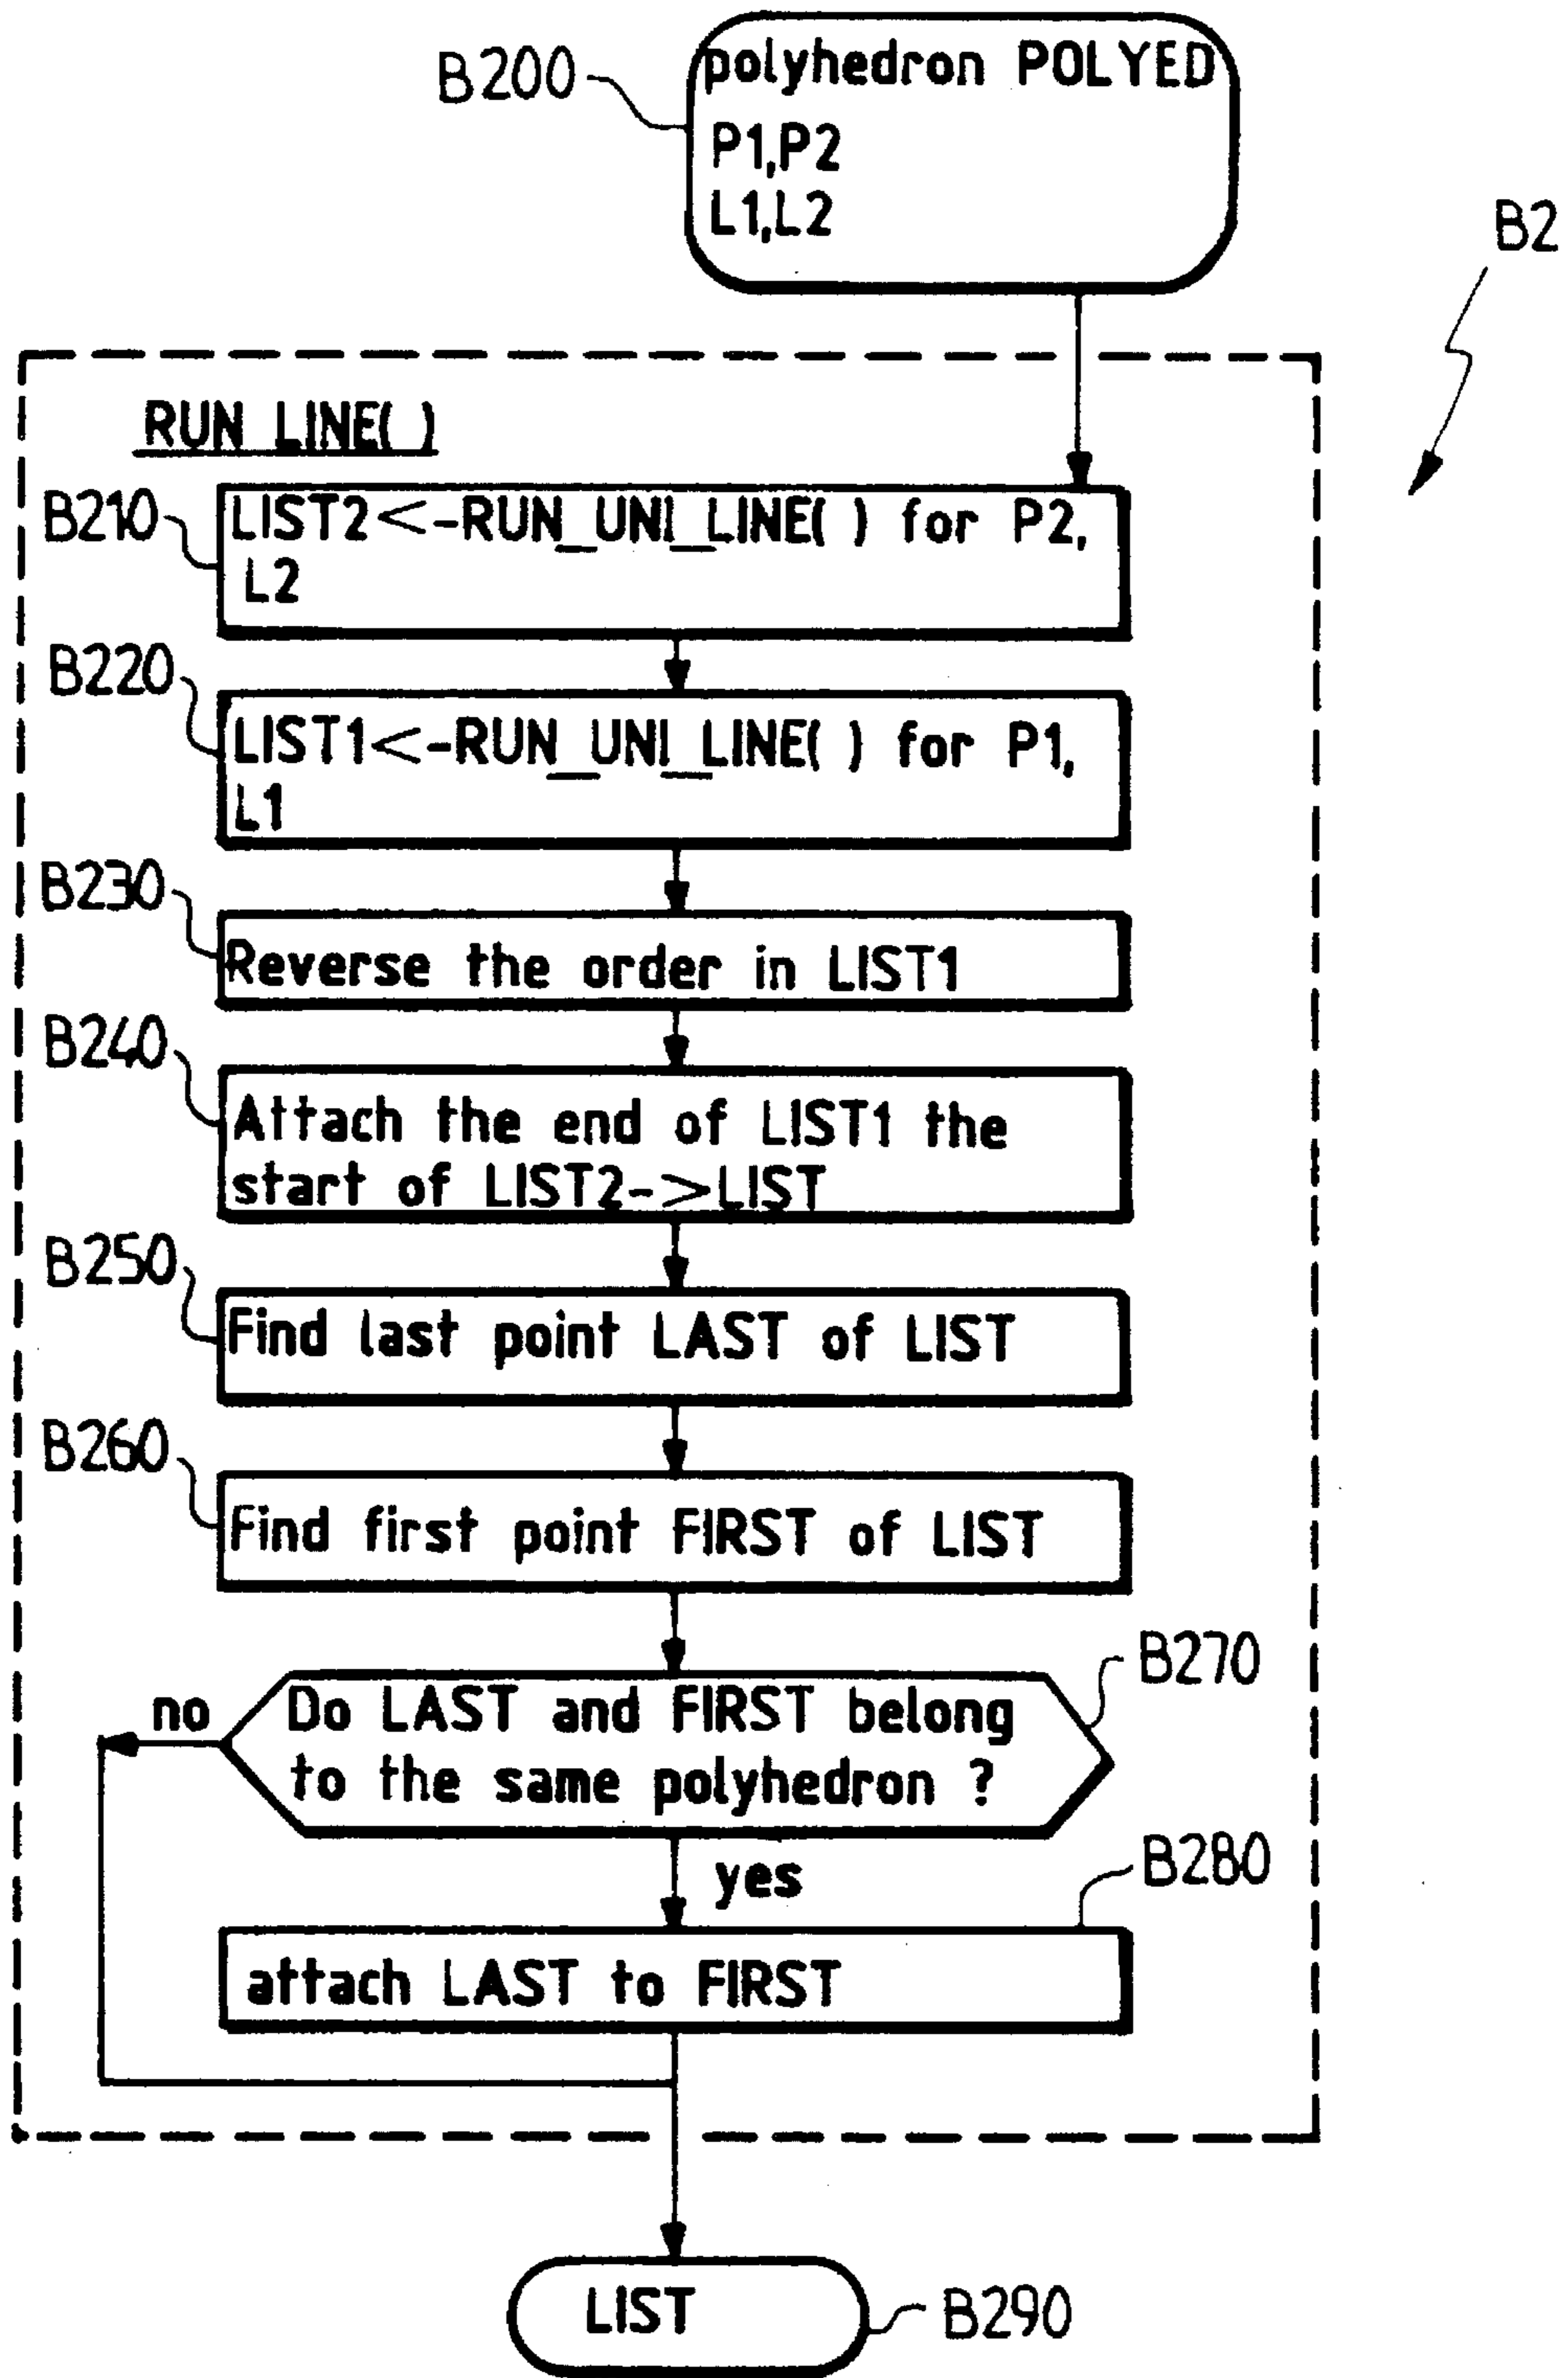 B200
polyhedron POLYED
P1,P2
L1,L2
B2
RUN LINE( )
B210
LIST2<-RUN_UNI_LINE( ) for P2,
L2
B220
LIST1<-RUN_UNI_LINE( ) for P1,
L1
B230
Reverse the order in LIST1
B240
Attach the end of LIST1 the
start of LIST2->LIST
B250
Find last point LAST of LIST
B260
Find first point FIRST of LIST
B270
no
Do LAST and FIRST belong
to the same polyhedron ?
yes
B280
attach LAST to FIRST
LIST
B290